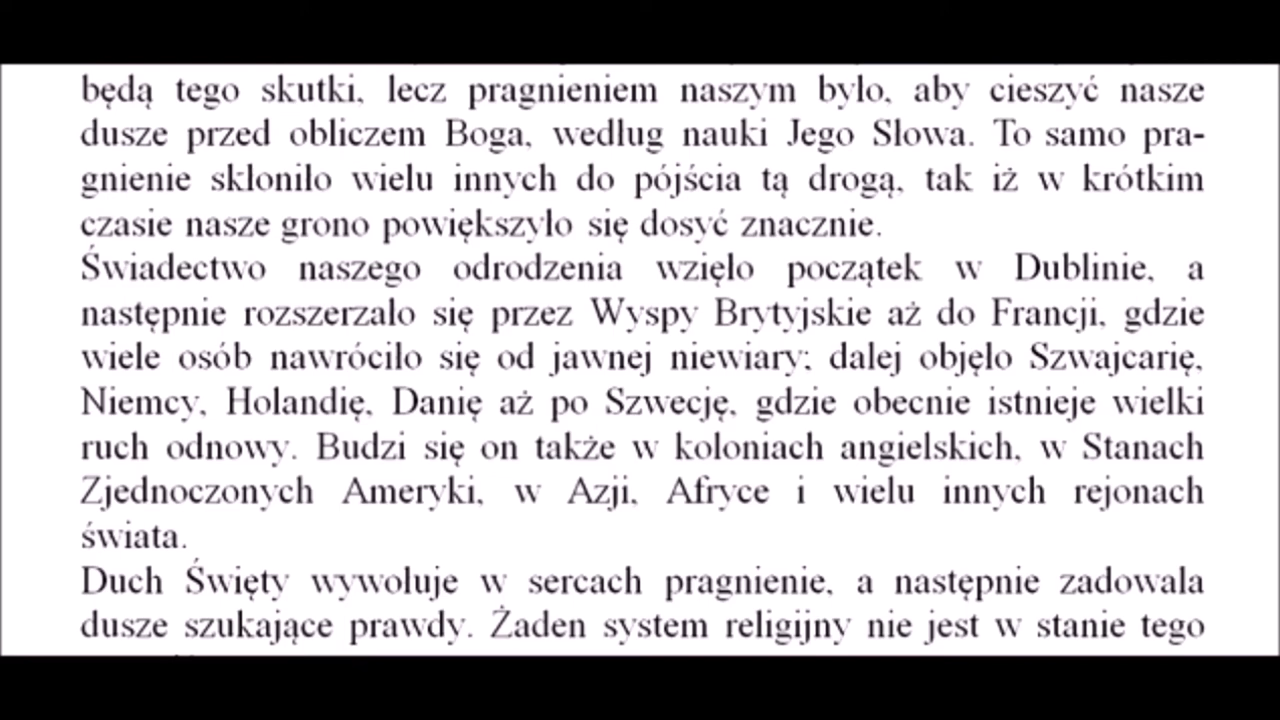 będą tego skutki, lecz pragnieniem naszym było, aby cieszyć nasze
dusze przed obliczem Boga, według nauki Jego Słowa. To samo pra-
gnienie skłoniło wielu innych do pójścia tą drogą, tak iż w krótkim
czasie nasze grono powiększyło się dosyć znacznie.
Świadectwo naszego odrodzenia wzięło początek w Dublinie, a
następnie rozszerzało się przez Wyspy Brytyjskie aż do Francji, gdzie
wiele osób nawróciło się od jawnej niewiary; dalej objęło Szwajcarię,
Niemcy, Holandię, Danię aż po Szwecję, gdzie obecnie istnieje wielki
ruch odnowy. Budzi się on także w koloniach angielskich, w Stanach
Zjednoczonych Ameryki, w Azji, Afryce i wielu innych rejonach
świata.
Duch Święty wywołuje w sercach pragnienie, a następnie zadowala
dusze szukające prawdy. Żaden system religijny nie jest w stanie tego